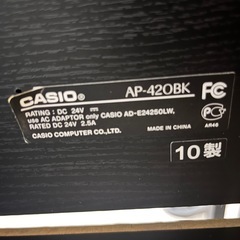 CASIO AP-420BK FC
RATING : DC 24V ⎓
use AC ADAPTOR only CASIO AD-E24250LW,
RATED DC 24V 2.5A
CASIO COMPUTER CO.,LTD. MADE IN CHINA AR46
10製